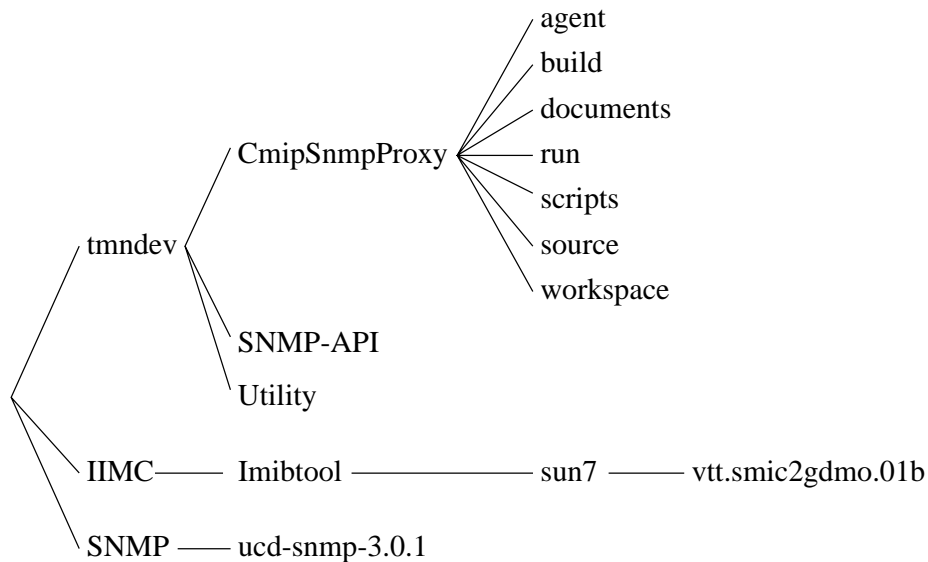 agent
build
documents
CmipSnmpProxy
run
scripts
tmndev
source
workspace
SNMP-API
Utility
IIMC Imibtool sun7 vtt.smic2gdmo.01b
SNMP ucd-snmp-3.0.1